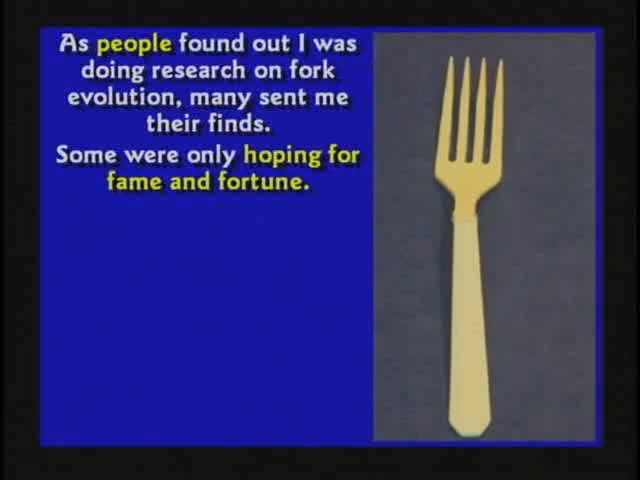 As people found out I was
doing research on fork
evolution, many sent me
their finds.
Some were only hoping for
fame and fortune.